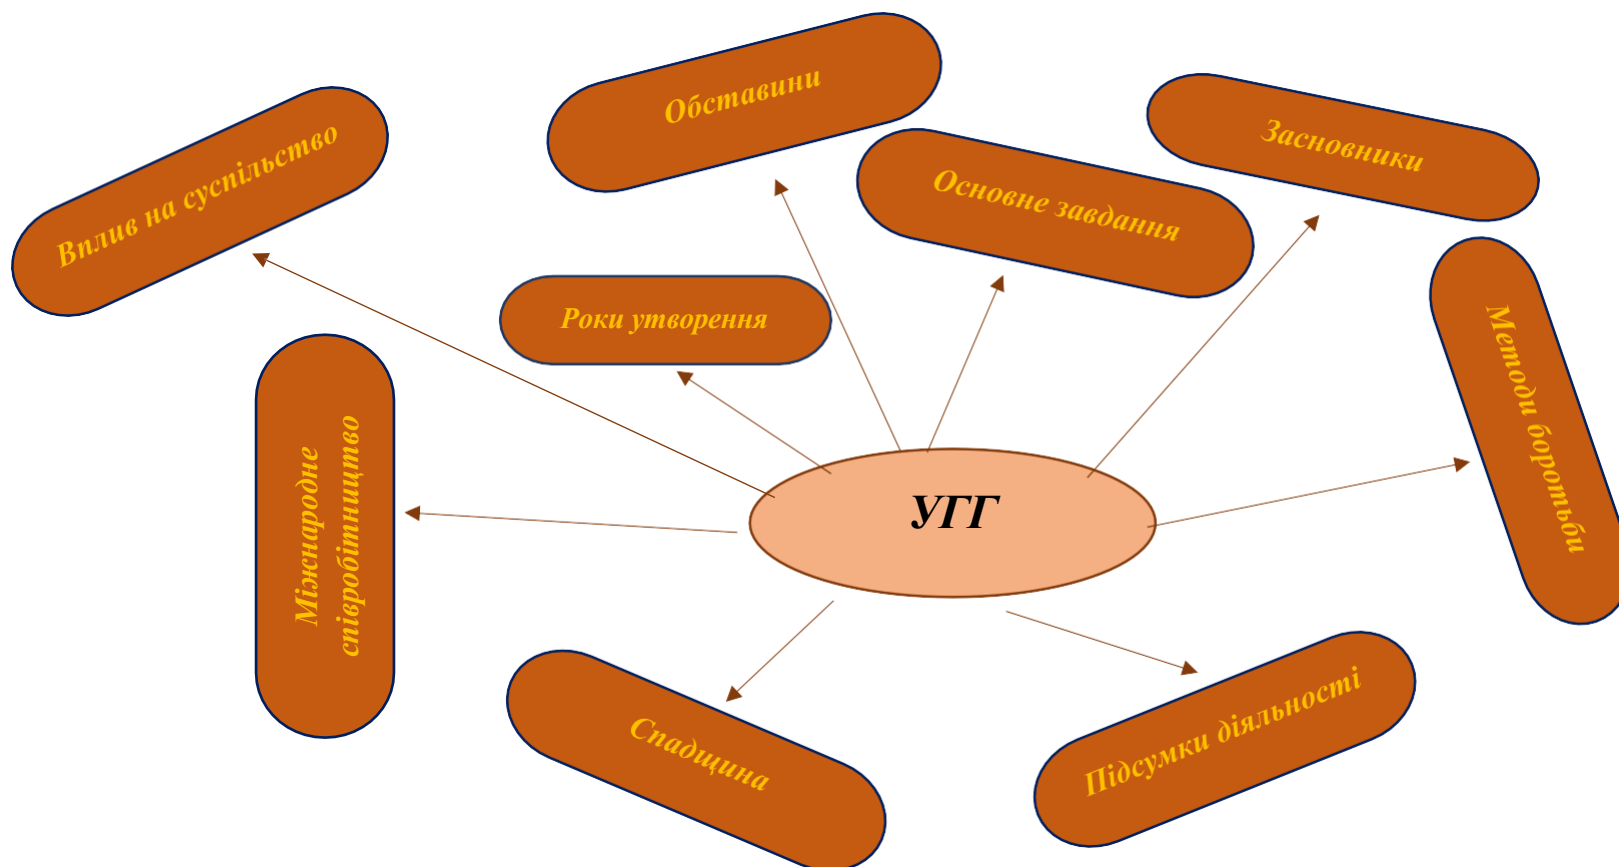 Обставини
Засновники
Вплив на суспільство
Основне завдання
Роки утворення
Методи боротьби
Міжнародне
співробітництво
УГГ
Спадщина
Підсумки діяльності